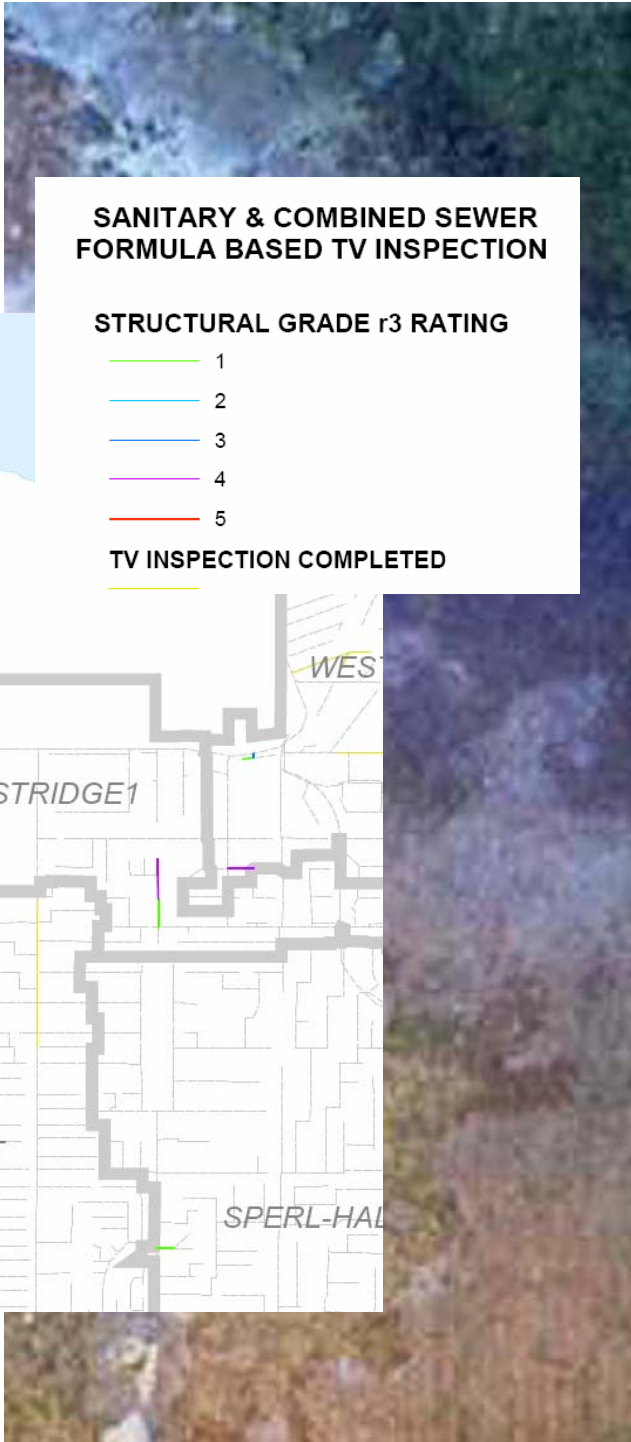 SANITARY & COMBINED SEWER
FORMULA BASED TV INSPECTION
STRUCTURAL GRADE r3 RATING
1
2
3
4
5
TV INSPECTION COMPLETED
WEST
STRIDGE1
SPERL-HAL